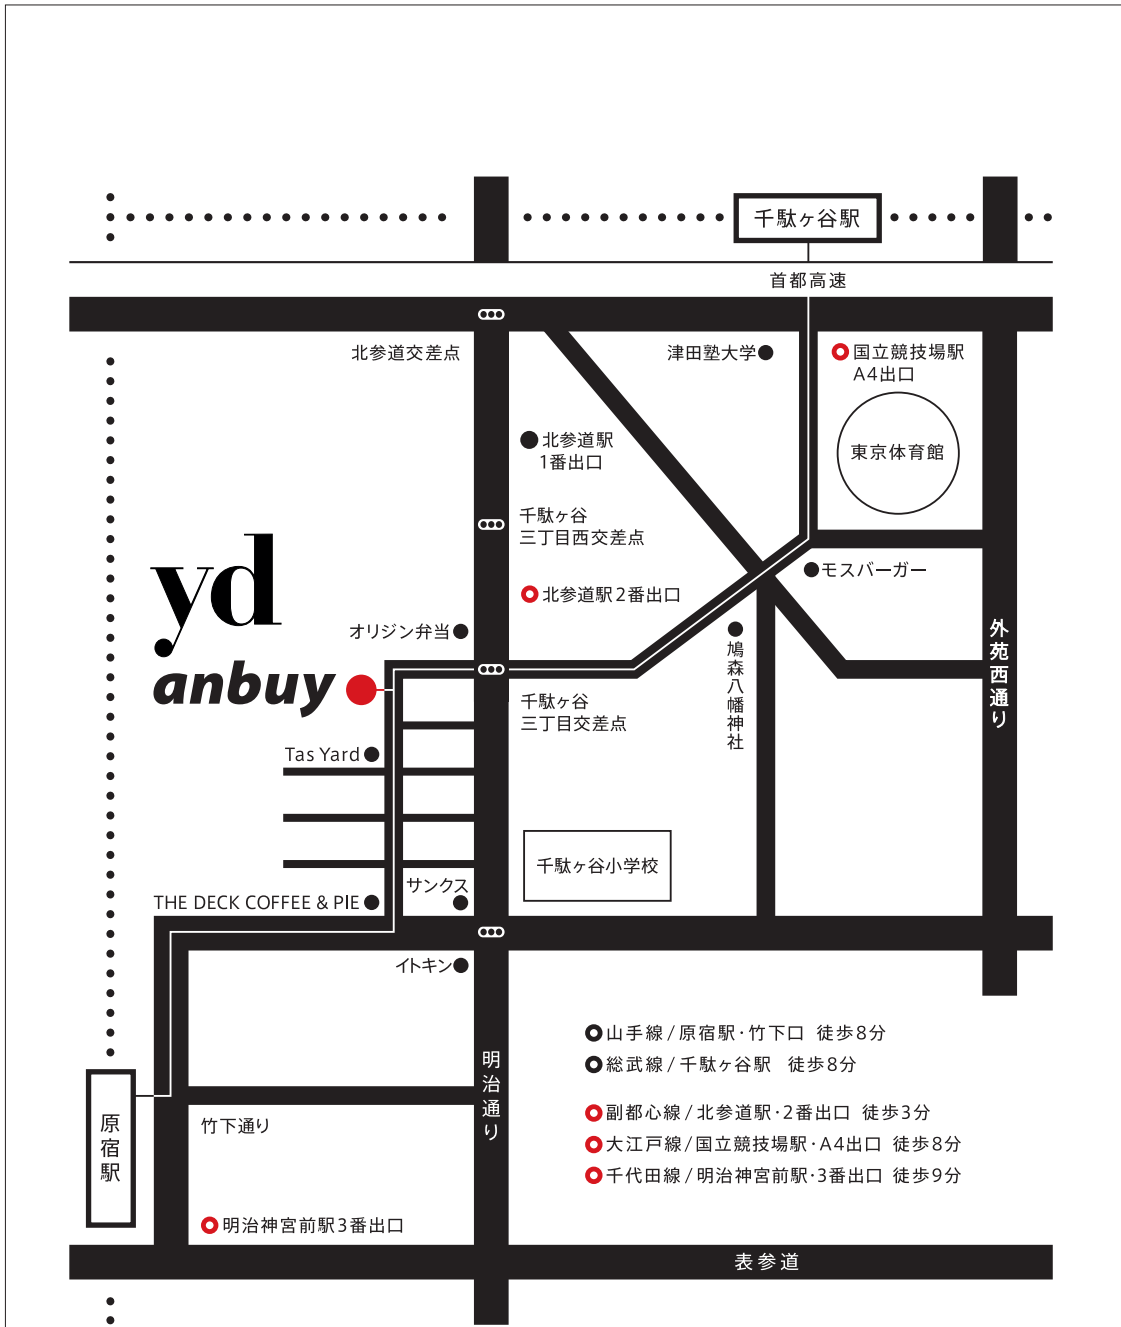 千駄ヶ谷駅
首都高速
北参道交差点
津田塾大学
国立競技場駅
A4出口
北参道駅
1番出口
東京体育館
千駄ヶ谷
三丁目西交差点
yd
モスバーガー
北参道駅2番出口
オリジン弁当
鳩森八幡神社
外苑西通り
anbuy
千駄ヶ谷
三丁目交差点
Tas Yard
千駄ヶ谷小学校
サンクス
THE DECK COFFEE & PIE
イトキン
明治通り
山手線/原宿駅・竹下口 徒歩8分
総武線/千駄ヶ谷駅 徒歩8分
副都心線/北参道駅・2番出口 徒歩3分
大江戸線/国立競技場駅・A4出口 徒歩8分
千代田線/明治神宮前駅・3番出口 徒歩9分
原宿駅
竹下通り
明治神宮前駅3番出口
表参道